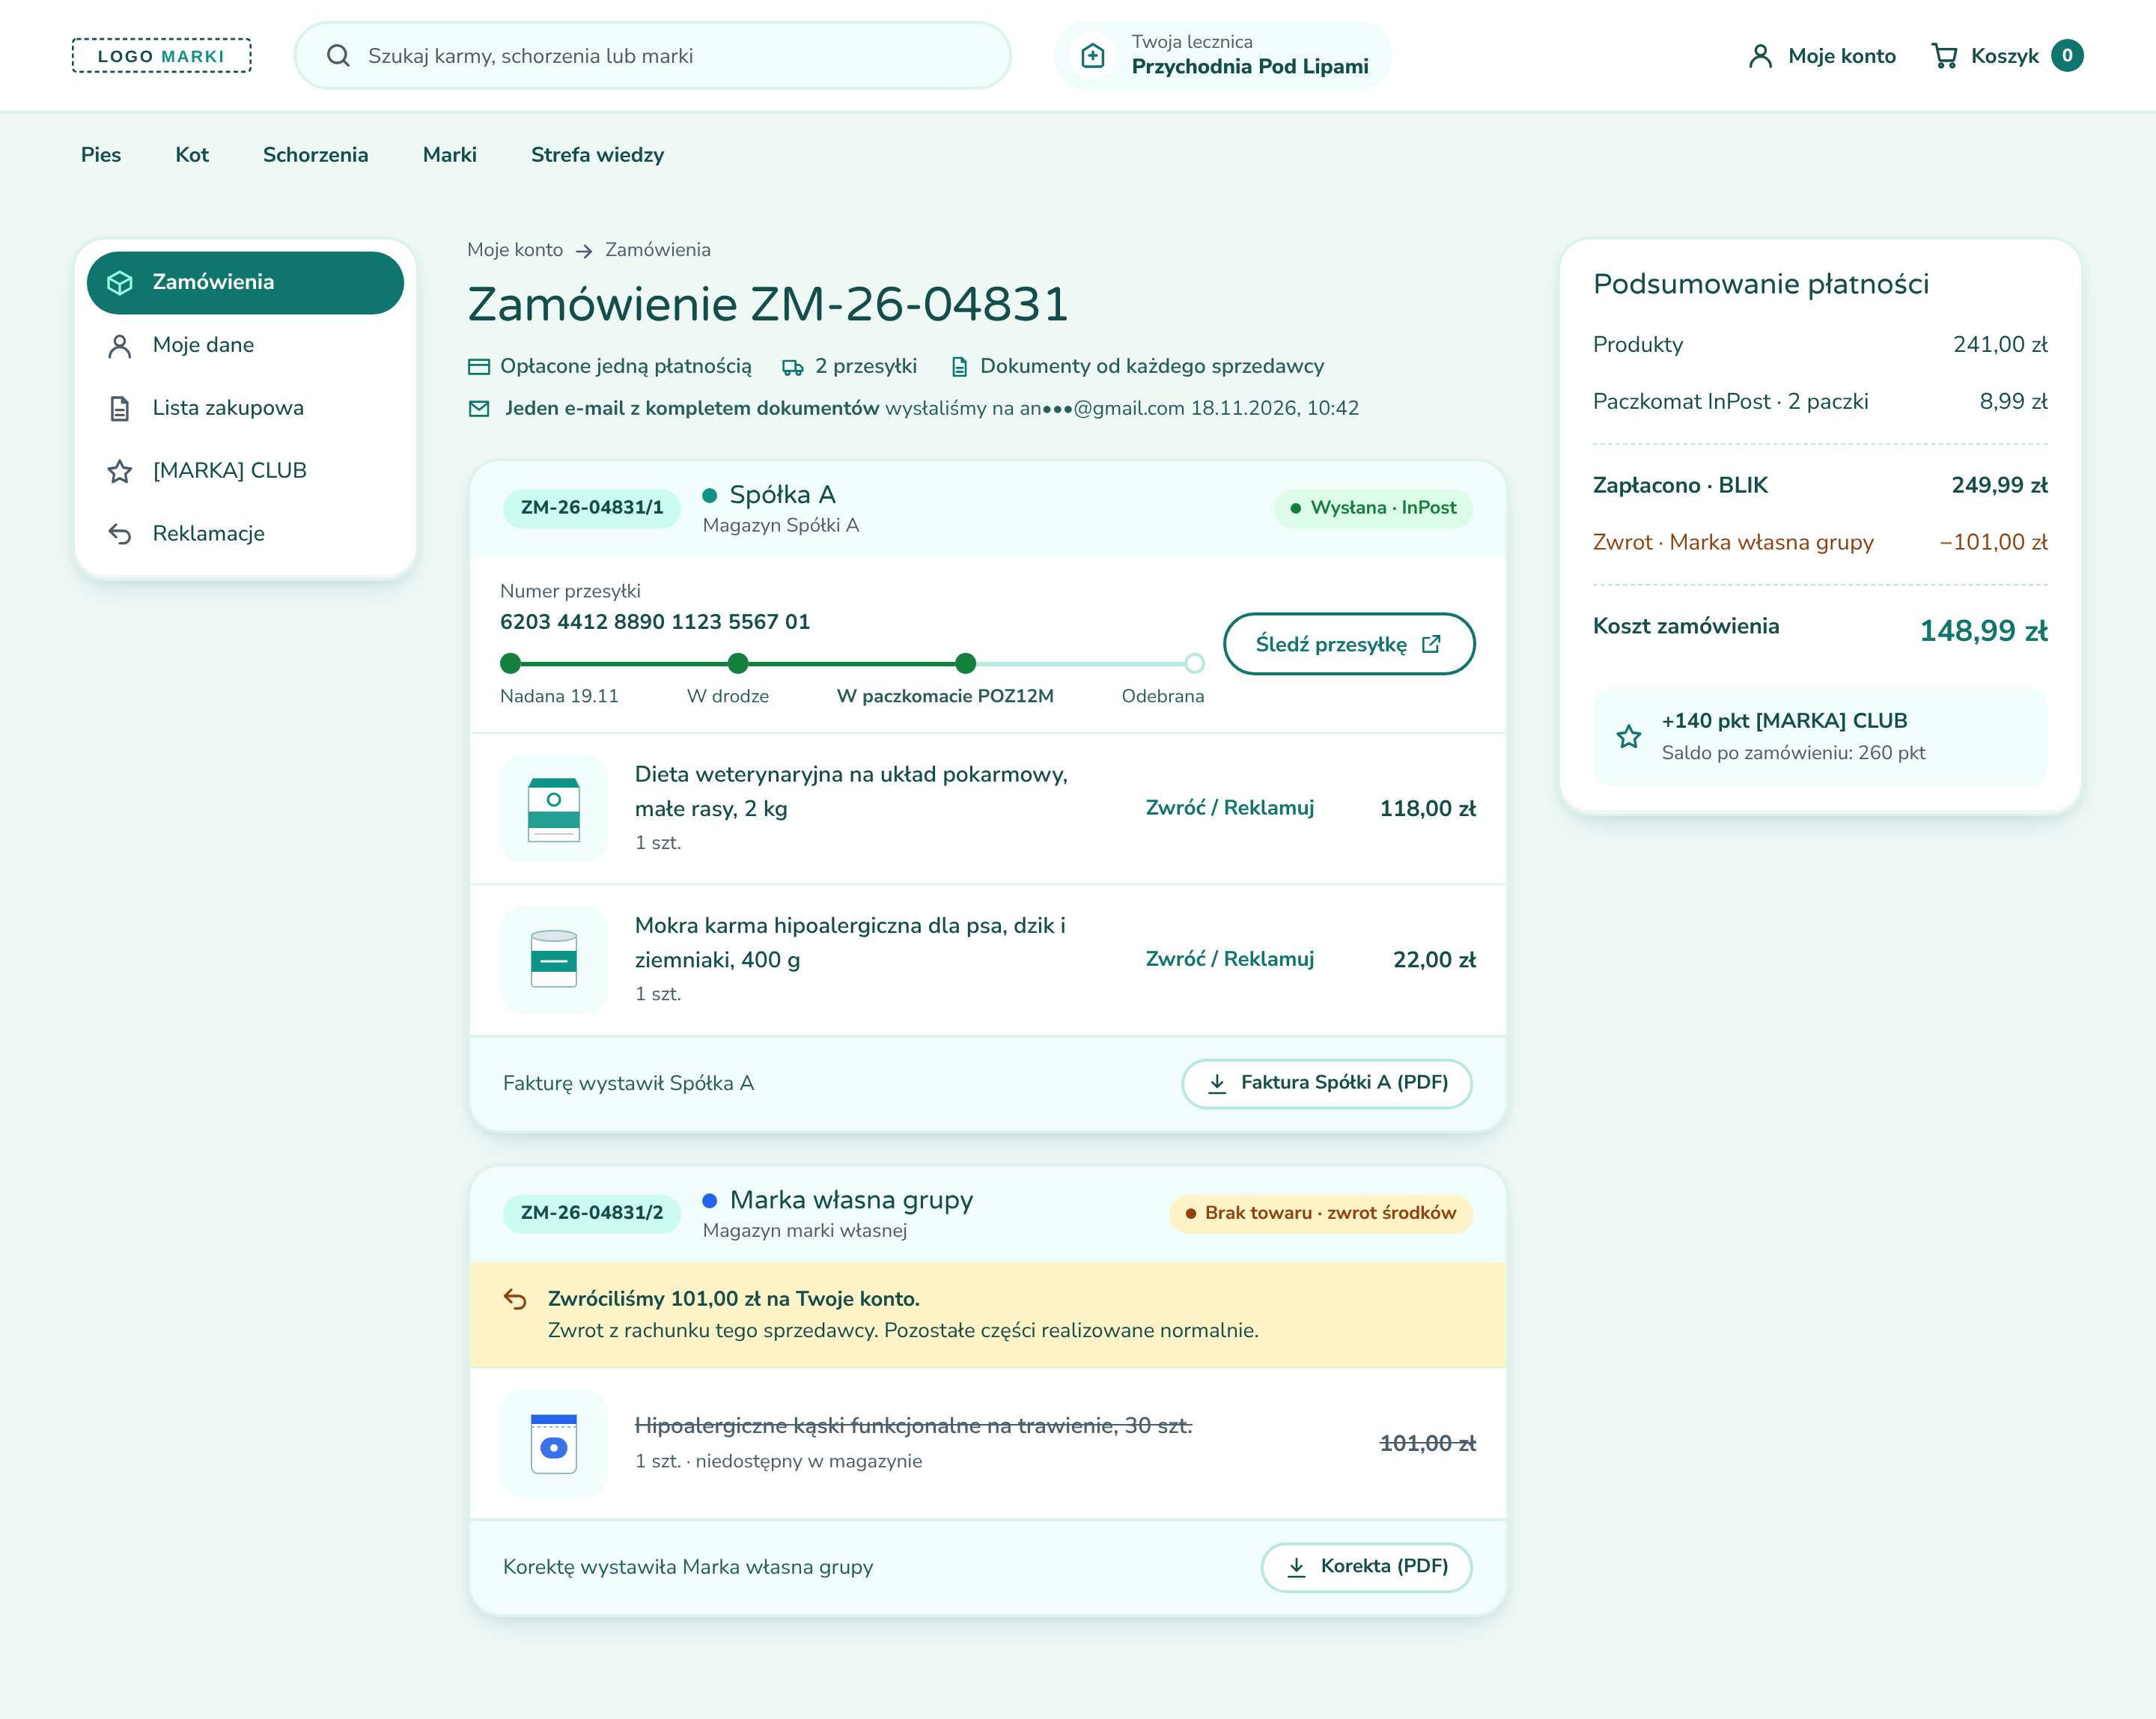 LOGO MARKI
Szukaj karmy, schorzenia lub marki
Twoja lecznica
Przychodnia Pod Lipami
Moje konto
Koszyk 0
Pies Kot Schorzenia Marki Strefa wiedzy
Zamówienia
Moje dane
Lista zakupowa
[MARKA] CLUB
Reklamacje
Moje konto → Zamówienia
Zamówienie ZM-26-04831
Opłacone jedną płatnością 2 przesyłki Dokumenty od każdego sprzedawcy
Jeden e-mail z kompletem dokumentów wysłaliśmy na an•••@gmail.com 18.11.2026, 10:42
ZM-26-04831/1
Spółka A
Magazyn Spółki A
Wysłana · InPost
Numer przesyłki
6203 4412 8890 1123 5567 01
Śledź przesyłkę
Nadana 19.11 W drodze W paczkomacie POZ12M Odebrana
Dieta weterynaryjna na układ pokarmowy,
małe rasy, 2 kg
1 szt.
Zwróć / Reklamuj
118,00 zł
Mokra karma hipoalergiczna dla psa, dzik i
ziemniaki, 400 g
1 szt.
Zwróć / Reklamuj
22,00 zł
Fakturę wystawił Spółka A
Faktura Spółki A (PDF)
ZM-26-04831/2
Marka własna grupy
Magazyn marki własnej
Brak towaru · zwrot środków
Zwróciliśmy 101,00 zł na Twoje konto.
Zwrot z rachunku tego sprzedawcy. Pozostałe części realizowane normalnie.
Hipoalergiczne kąski funkcjonalne na trawienie, 30 szt.
1 szt. · niedostępny w magazynie
101,00 zł
Korektę wystawiła Marka własna grupy
Korekta (PDF)
Podsumowanie płatności
Produkty 241,00 zł
Paczkomat InPost · 2 paczki 8,99 zł
Zapłacono · BLIK 249,99 zł
Zwrot · Marka własna grupy −101,00 zł
Koszt zamówienia 148,99 zł
+140 pkt [MARKA] CLUB
Saldo po zamówieniu: 260 pkt